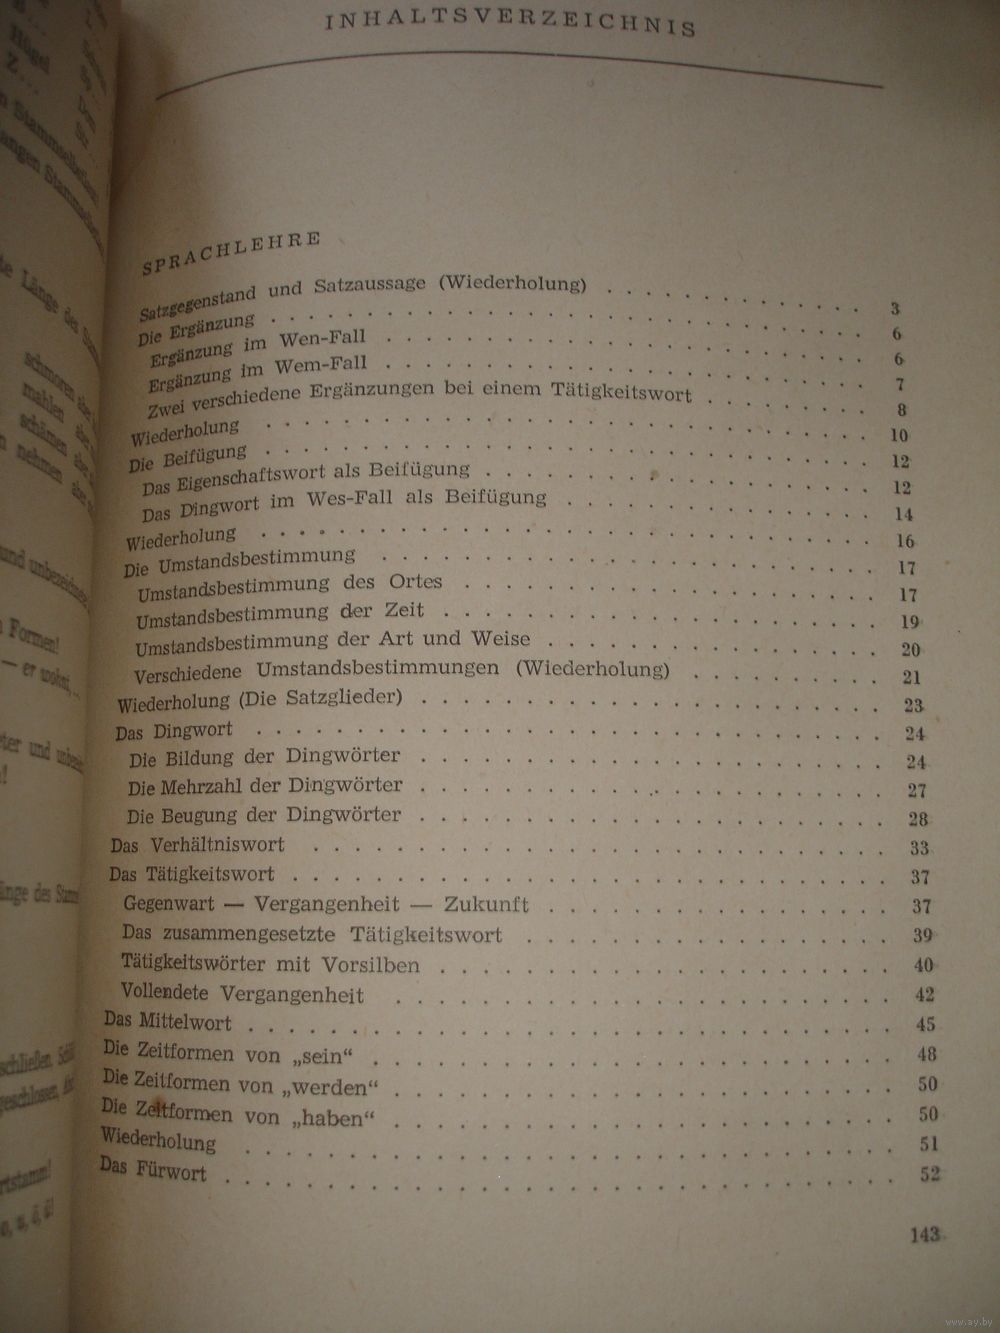 INHALTSVERZEICHNIS
SPRACHLEHRE
Satzgegenstand und Satzaussage (Wiederholung) . . . . . . . . . . . . 3
Die Ergänzung . . . . . . . . . . . . 6
Ergänzung im Wen-Fall . . . . . . . . . . . . 6
Ergänzung im Wem-Fall . . . . . . . . . . . . 7
Zwei verschiedene Ergänzungen bei einem Tätigkeitswort . . . . . . . . . 8
Wiederholung . . . . . . . . . . . . 10
Die Beifügung . . . . . . . . . . . . 12
Das Eigenschaftswort als Beifügung . . . . . . . . . . . . 12
Das Dingwort im Wes-Fall als Beifügung . . . . . . . . . . . . 14
Wiederholung . . . . . . . . . . . . 16
Die Umstandsbestimmung . . . . . . . . . . . . 17
Umstandsbestimmung des Ortes . . . . . . . . . . . . 17
Umstandsbestimmung der Zeit . . . . . . . . . . . . 19
Umstandsbestimmung der Art und Weise . . . . . . . . . . . . 20
Verschiedene Umstandsbestimmungen (Wiederholung) . . . . . . . . . . 21
Wiederholung (Die Satzglieder) . . . . . . . . . . . . 23
Das Dingwort . . . . . . . . . . . . 24
Die Bildung der Dingwörter . . . . . . . . . . . . 24
Die Mehrzahl der Dingwörter . . . . . . . . . . . . 27
Die Beugung der Dingwörter . . . . . . . . . . . . 28
Das Verhältniswort . . . . . . . . . . . . 33
Das Tätigkeitswort . . . . . . . . . . . . 37
Gegenwart — Vergangenheit — Zukunft . . . . . . . . . . . . 37
Das zusammengesetzte Tätigkeitswort . . . . . . . . . . . . 39
Tätigkeitswörter mit Vorsilben . . . . . . . . . . . . 40
Vollendete Vergangenheit . . . . . . . . . . . . 42
Das Mittelwort . . . . . . . . . . . . 45
Die Zeitformen von „sein“ . . . . . . . . . . . . 48
Die Zeitformen von „werden“ . . . . . . . . . . . . 50
Die Zeitformen von „haben“ . . . . . . . . . . . . 50
Wiederholung . . . . . . . . . . . . 51
Das Fürwort . . . . . . . . . . . . 52
143
www.ay.by